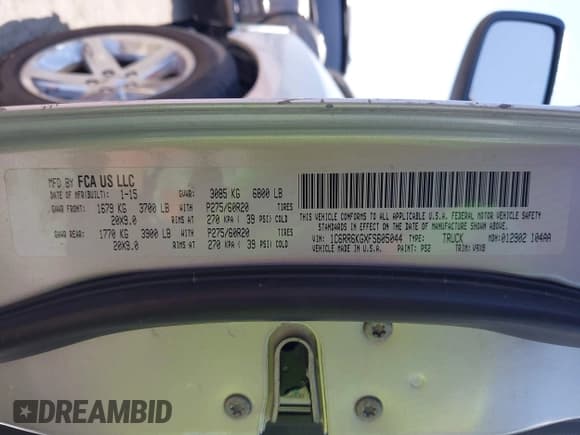 MFD BY FCA US LLC
DATE OF MFR(BUILT): 1-15 GVWR: 3085 KG 6800 LB
GAWR FRONT: 1679 KG 3700 LB WITH P275/60R20 TIRES
20X9.0 RIMS AT 270 KPA ( 39 PSI) COLD
GAWR REAR: 1770 KG 3900 LB WITH P275/60R20 TIRES
20X9.0 RIMS AT 270 KPA ( 39 PSI) COLD
THIS VEHICLE CONFORMS TO ALL APPLICABLE U.S.A. FEDERAL MOTOR VEHICLE SAFETY
STANDARDS IN EFFECT ON THE DATE OF MANUFACTURE SHOWN ABOVE.
VIN: 1C6RR6KGXFS605044 TYPE: TRUCK MDH:012902 104AA
VEHICLE MADE IN U.S.A. PAINT: PS2 TRIM: V9X8
DREAMBID